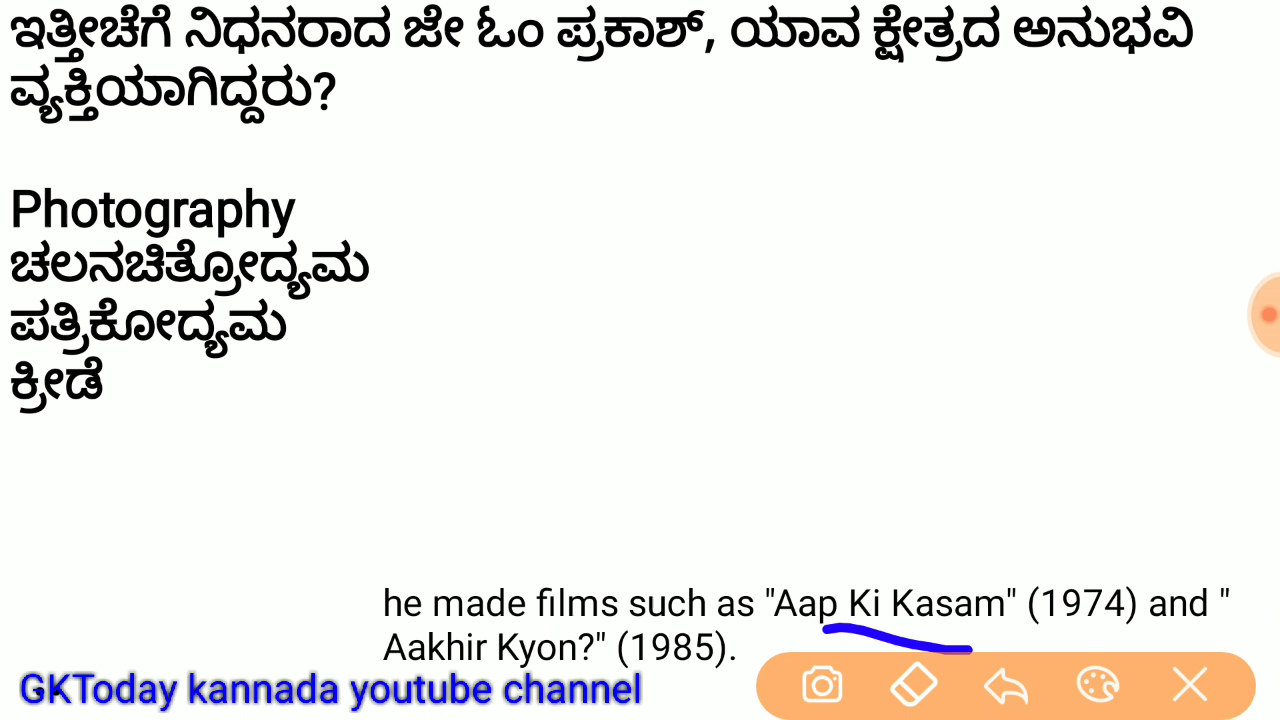 ಇತ್ತೀಚೆಗೆ ನಿಧನರಾದ ಜೇ ಓಂ ಪ್ರಕಾಶ್, ಯಾವ ಕ್ಷೇತ್ರದ ಅನುಭವಿ
ವ್ಯಕ್ತಿಯಾಗಿದ್ದರು?
Photography
ಚಲನಚಿತ್ರೋದ್ಯಮ
ಪತ್ರಿಕೋದ್ಯಮ
ಕ್ರೀಡೆ
he made films such as "Aap Ki Kasam" (1974) and "
Aakhir Kyon?" (1985).
GKToday kannada youtube channel